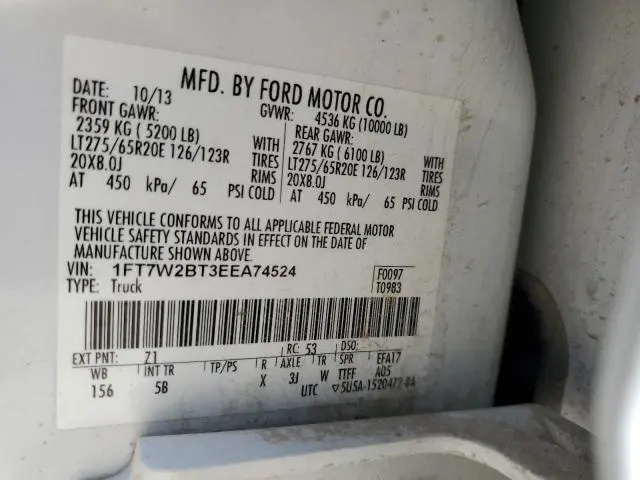 MFD. BY FORD MOTOR CO.
DATE: 10/13 GVWR: 4536 KG (10000 LB)
FRONT GAWR: REAR GAWR:
2359 KG ( 5200 LB) WITH 2767 KG ( 6100 LB) WITH
LT275/65R20E 126/123R TIRES LT275/65R20E 126/123R TIRES
20X8.0J RIMS 20X8.0J RIMS
AT 450 kPa/ 65 PSI COLD AT 450 kPa/ 65 PSI COLD
THIS VEHICLE CONFORMS TO ALL APPLICABLE FEDERAL MOTOR
VEHICLE SAFETY STANDARDS IN EFFECT ON THE DATE OF
MANUFACTURE SHOWN ABOVE.
VIN: 1FT7W2BT3EEA74524 F0097
TYPE: Truck T0983
EXT PNT: Z1 RC: 53 DSO:
WB INT TR TP/PS R AXLE TR SPR EFA17
156 5B X 3J W TTFF A05
UTC 5U5A-1520472-DA